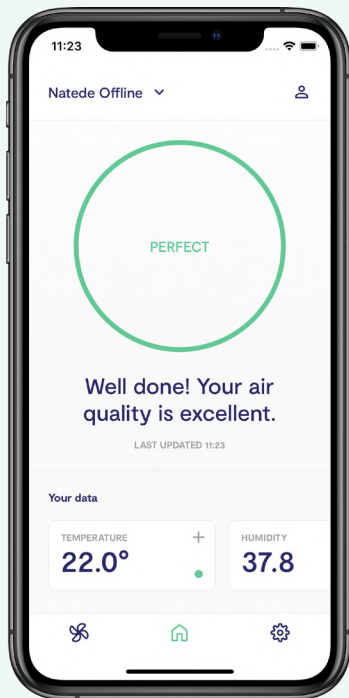 11:23
Natede Offline
PERFECT
Well done! Your air
quality is excellent.
LAST UPDATED 11:23
Your data
TEMPERATURE
22.0°
HUMIDITY
37.8